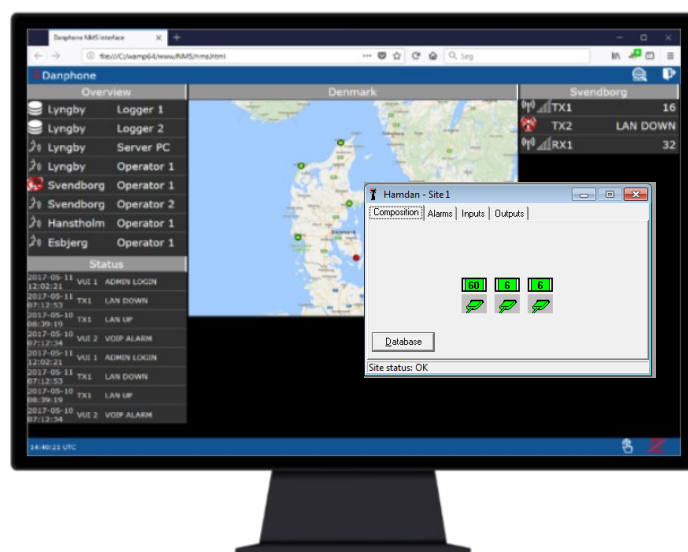 Danphone NMS Interface
file:///C:/wamp64/www/NMS/nms.html
Søg
Danphone
Overview
Lyngby Logger 1
Lyngby Logger 2
Lyngby Server PC
Lyngby Operator 1
Svendborg Operator 1
Svendborg Operator 2
Hanstholm Operator 1
Esbjerg Operator 1
Status
2017-05-11 12:02:21 VUI 1 ADMIN LOGIN
2017-05-11 07:12:53 TX1 LAN DOWN
2017-05-10 08:39:19 TX1 LAN UP
2017-05-10 07:12:34 VUI 2 VOIP ALARM
2017-05-11 12:02:21 VUI 1 ADMIN LOGIN
2017-05-11 07:12:53 TX1 LAN DOWN
2017-05-10 08:39:19 TX1 LAN UP
2017-05-10 07:12:34 VUI 2 VOIP ALARM
14:40:21 UTC
Denmark
Svendborg
TX1 16
TX2 LAN DOWN
RX1 32
Hamdan - Site1
Composition Alarms Inputs Outputs
60 6 6
Database
Site status: OK